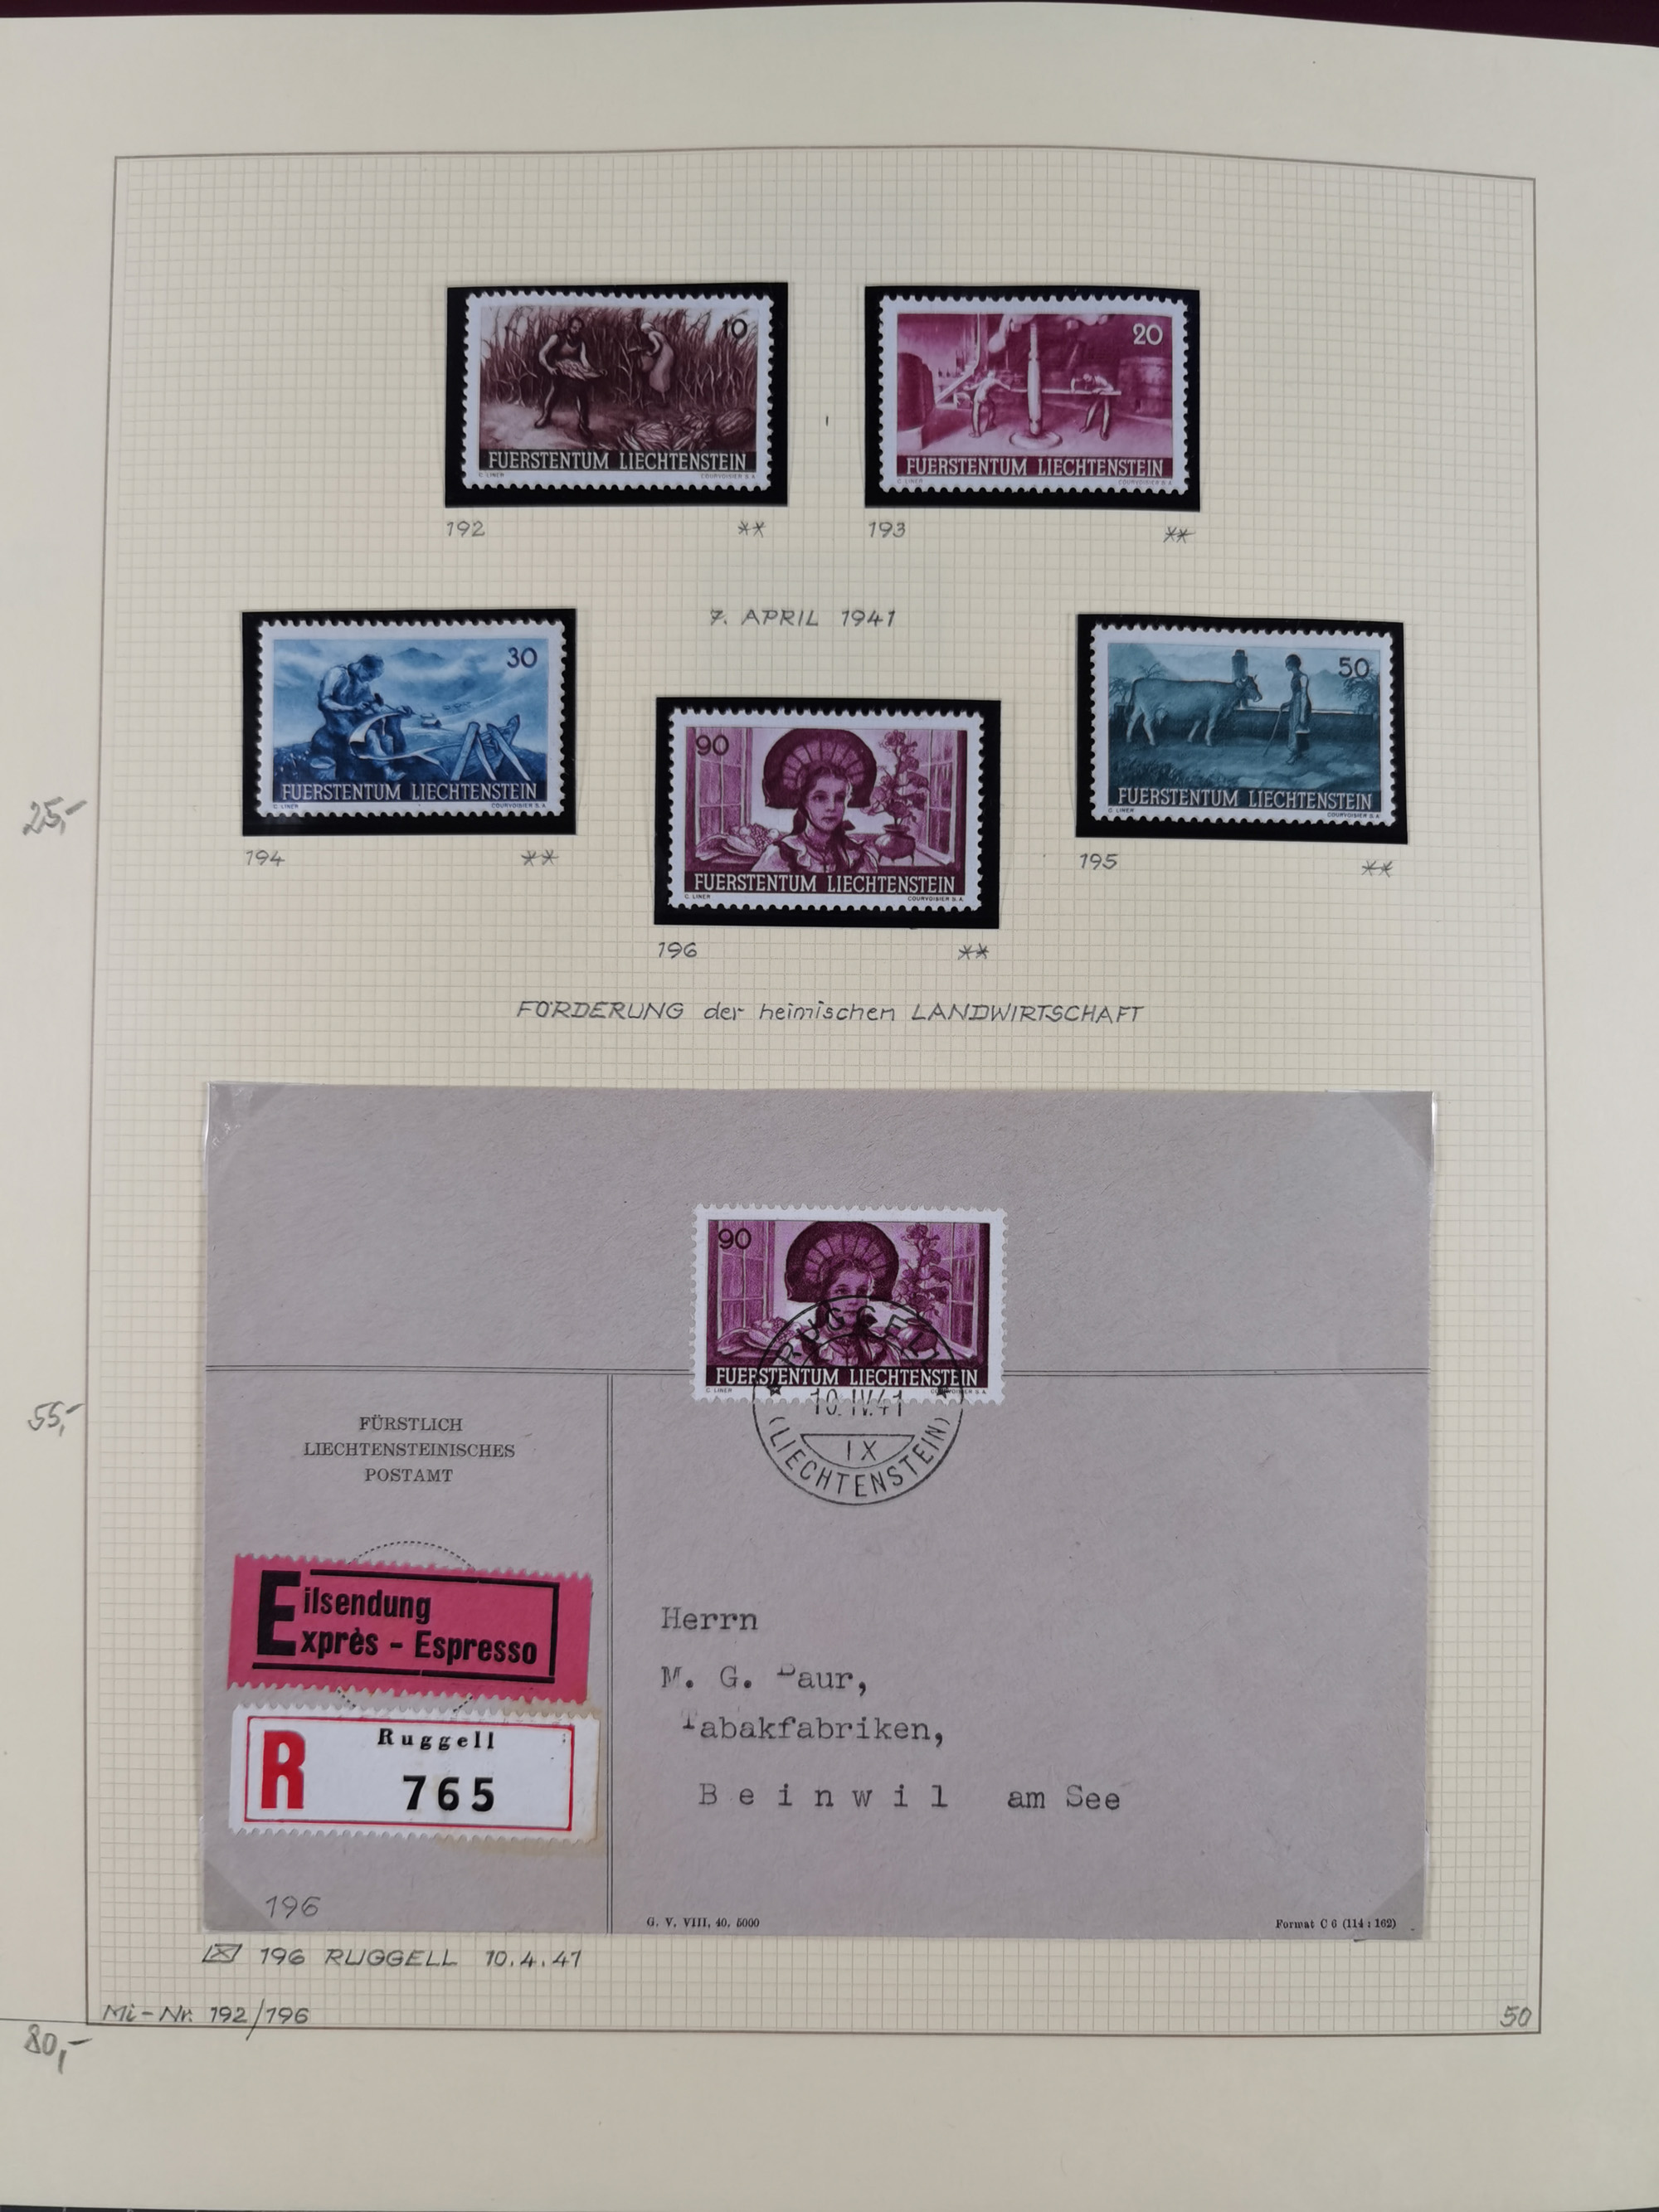 10
FUERSTENTUM LIECHTENSTEIN
C. LINER COURVOISIER S.A.
192 **
20
FUERSTENTUM LIECHTENSTEIN
C. LINER COURVOISIER S.A.
193 **
7. APRIL 1941
30
FUERSTENTUM LIECHTENSTEIN
C. LINER COURVOISIER S.A.
194 **
25,-
90
FUERSTENTUM LIECHTENSTEIN
C. LINER COURVOISIER S.A.
196 **
50
FUERSTENTUM LIECHTENSTEIN
C. LINER COURVOISIER S.A.
195 **
FÖRDERUNG der heimischen LANDWIRTSCHAFT
90
FUERSTENTUM LIECHTENSTEIN
C. LINER COURVOISIER S.A.
RUGGELL
10.IV.41
IX
(LIECHTENSTEIN)
55,-
FÜRSTLICH
LIECHTENSTEINISCHES
POSTAMT
Eilsendung
Exprès - Espresso
R
Ruggell
765
Herrn
M. G. Baur,
Tabakfabriken,
Beinwil am See
196
G. V. VIII, 40. 5000
Format C 6 (114 : 162)
196 RUGGELL 10.4.41
Mi-Nr. 192/196
50
80,-